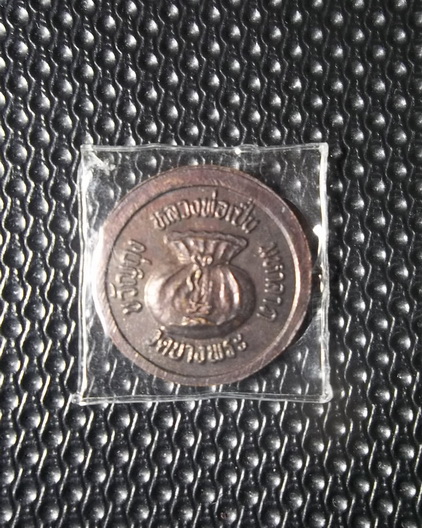 ขวัญถุง
หลวงพ่อเปิ่น
มหาลาภ
วัดบางพระ